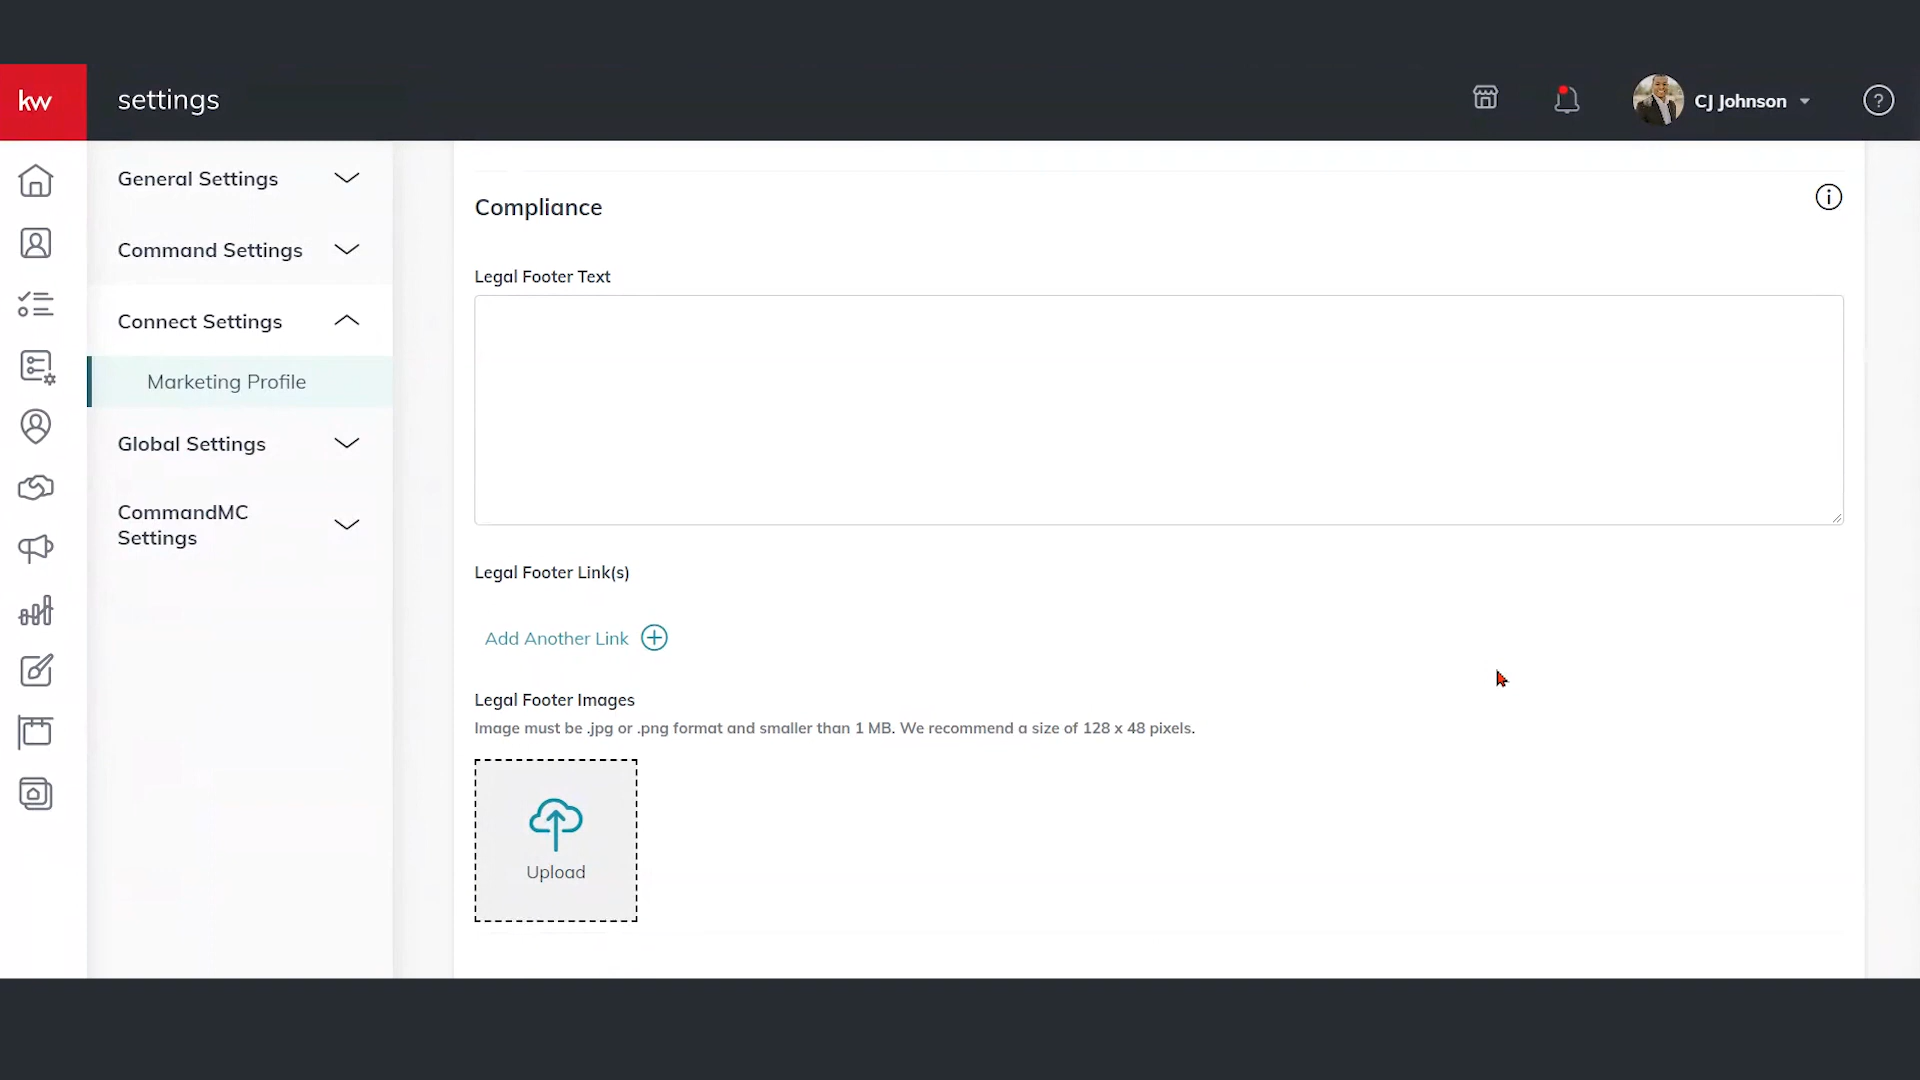 kw
settings
CJ Johnson
?
General Settings
Command Settings
Connect Settings
Marketing Profile
Global Settings
CommandMC
Settings
Compliance
i
Legal Footer Text
Legal Footer Link(s)
Add Another Link
Legal Footer Images
Image must be .jpg or .png format and smaller than 1 MB. We recommend a size of 128 x 48 pixels.
Upload